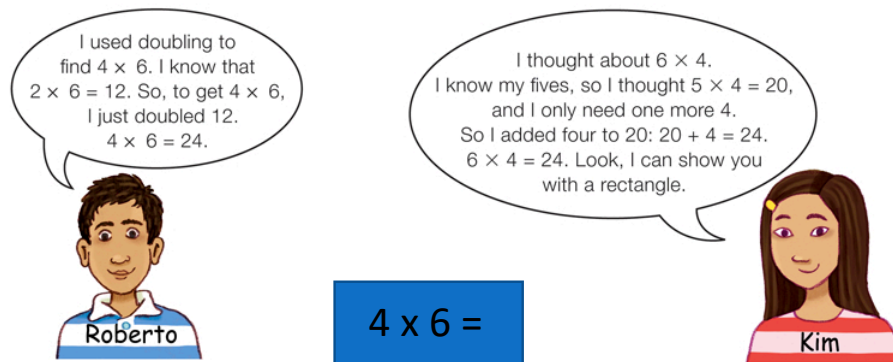 I used doubling to
find 4 × 6. I know that
2 × 6 = 12. So, to get 4 × 6,
I just doubled 12.
4 × 6 = 24.
I thought about 6 × 4.
I know my fives, so I thought 5 × 4 = 20,
and I only need one more 4.
So I added four to 20: 20 + 4 = 24.
6 × 4 = 24. Look, I can show you
with a rectangle.
Roberto
4 x 6 =
Kim